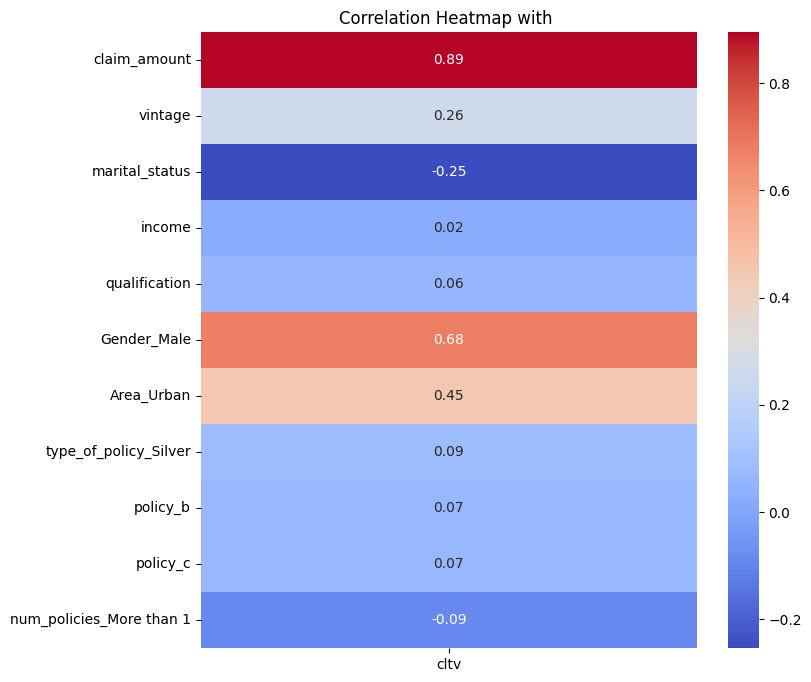 Correlation Heatmap with
claim_amount 0.89
vintage 0.26
marital_status -0.25
income 0.02
qualification 0.06
Gender_Male 0.68
Area_Urban 0.45
type_of_policy_Silver 0.09
policy_b 0.07
policy_c 0.07
num_policies_More than 1 -0.09
cltv
0.8
0.6
0.4
0.2
0.0
−0.2